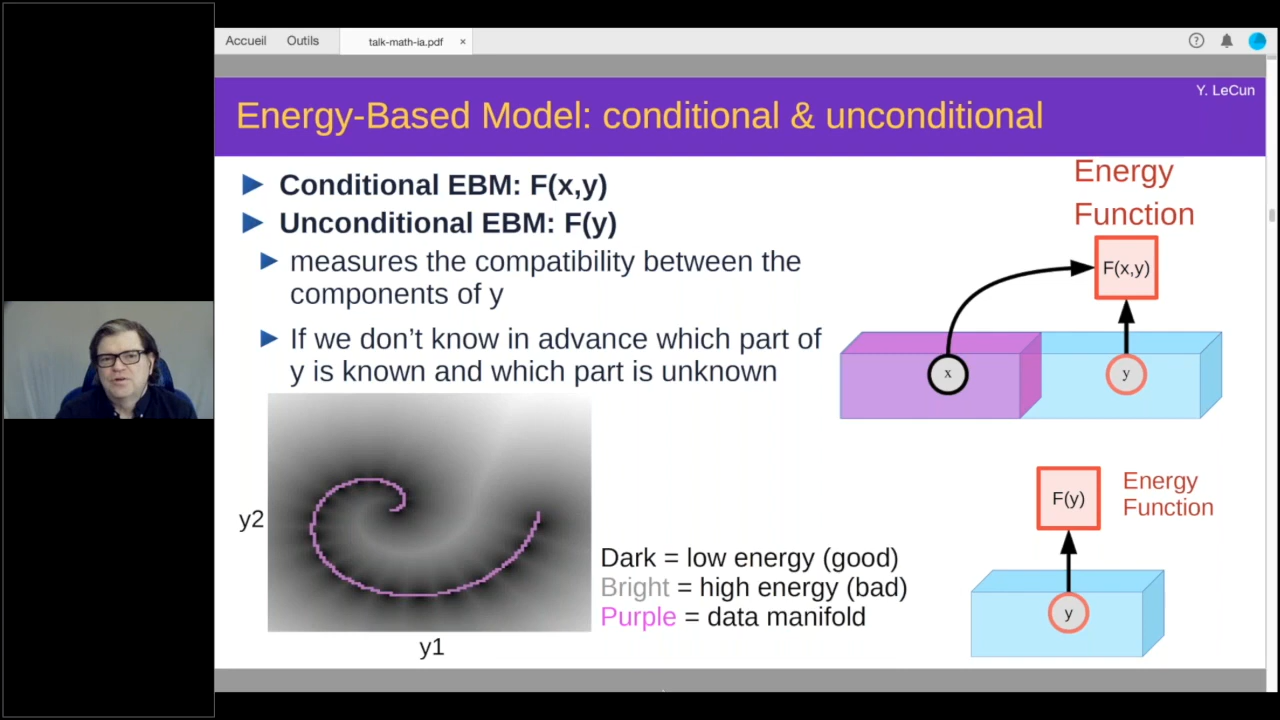 Accueil Outils talk-math-ia.pdf ×
?
Y. LeCun
Energy-Based Model: conditional & unconditional
Conditional EBM: F(x,y)
Unconditional EBM: F(y)
measures the compatibility between the
components of y
If we don’t know in advance which part of
y is known and which part is unknown
Energy
Function
F(x,y)
x
y
y2
y1
Dark = low energy (good)
Bright = high energy (bad)
Purple = data manifold
F(y)
Energy
Function
y